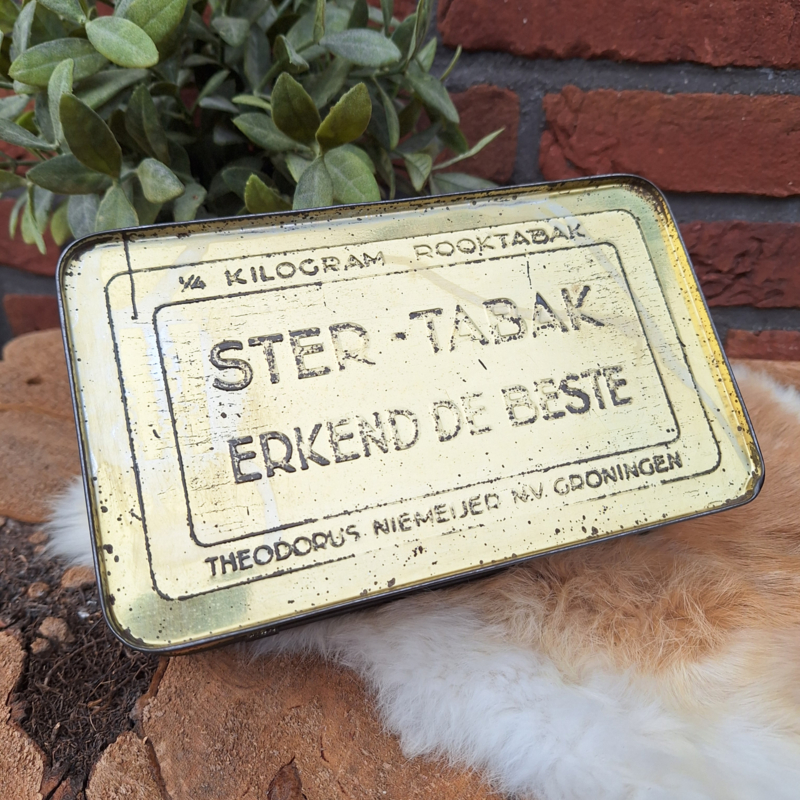 ¼ KILOGRAM ROOKTABAK
STER-TABAK
ERKEND DE BESTE
THEODORUS NIEMEIJER N.V. GRONINGEN